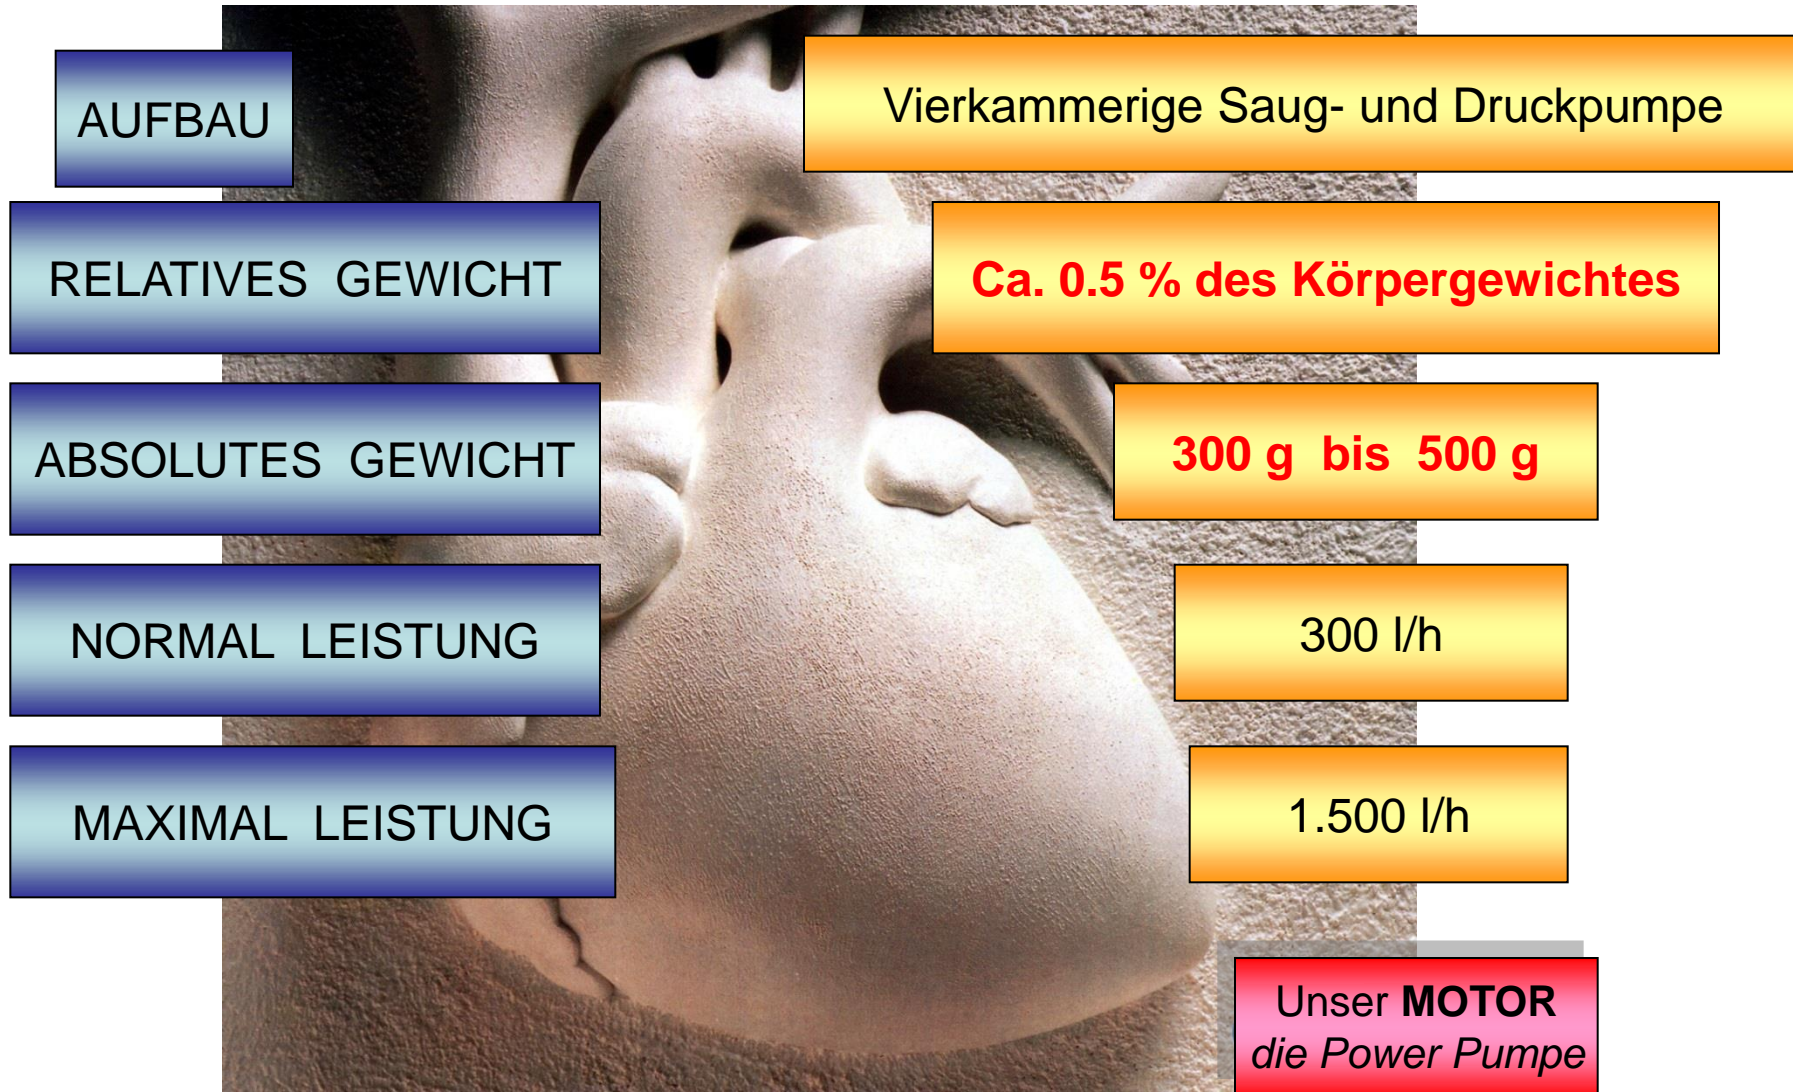 AUFBAU
Vierkammerige Saug- und Druckpumpe
RELATIVES GEWICHT
Ca. 0.5 % des Körpergewichtes
ABSOLUTES GEWICHT
300 g bis 500 g
NORMAL LEISTUNG
300 l/h
MAXIMAL LEISTUNG
1.500 l/h
Unser MOTOR
die Power Pumpe